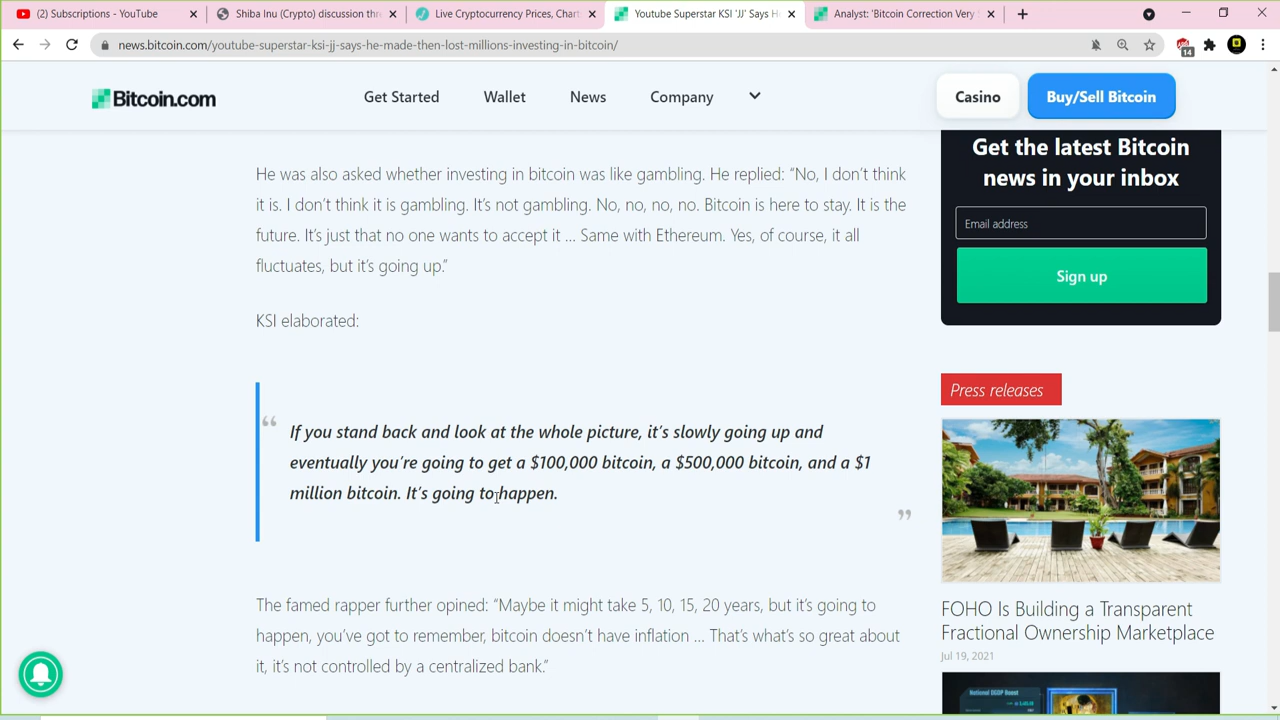 (2) Subscriptions - YouTube
Shiba Inu (Crypto) discussion thr
Live Cryptocurrency Prices, Chart
Youtube Superstar KSI 'JJ' Says H
Analyst: 'Bitcoin Correction Very
news.bitcoin.com/youtube-superstar-ksi-jj-says-he-made-then-lost-millions-investing-in-bitcoin/
14
Bitcoin.com
Get Started
Wallet
News
Company
Casino
Buy/Sell Bitcoin
He was also asked whether investing in bitcoin was like gambling. He replied: “No, I don’t think
it is. I don’t think it is gambling. It’s not gambling. No, no, no, no. Bitcoin is here to stay. It is the
future it’s just that no one wants to accept it … Same with Ethereum. Yes, of course, it all
fluctuates, but it’s going up.”
KSI elaborated:
“
If you stand back and look at the whole picture, it’s slowly going up and
eventually you’re going to get a $100,000 bitcoin, a $500,000 bitcoin, and a $1
million bitcoin. It’s going to happen.
”
The famed rapper further opined: “Maybe it might take 5, 10, 15, 20 years, but it’s going to
happen, you’ve got to remember, bitcoin doesn’t have inflation … That’s what’s so great about
it, it’s not controlled by a centralized bank.”
Get the latest Bitcoin
news in your inbox
Email address
Sign up
Press releases
FOHO Is Building a Transparent
Fractional Ownership Marketplace
Jul 19, 2021